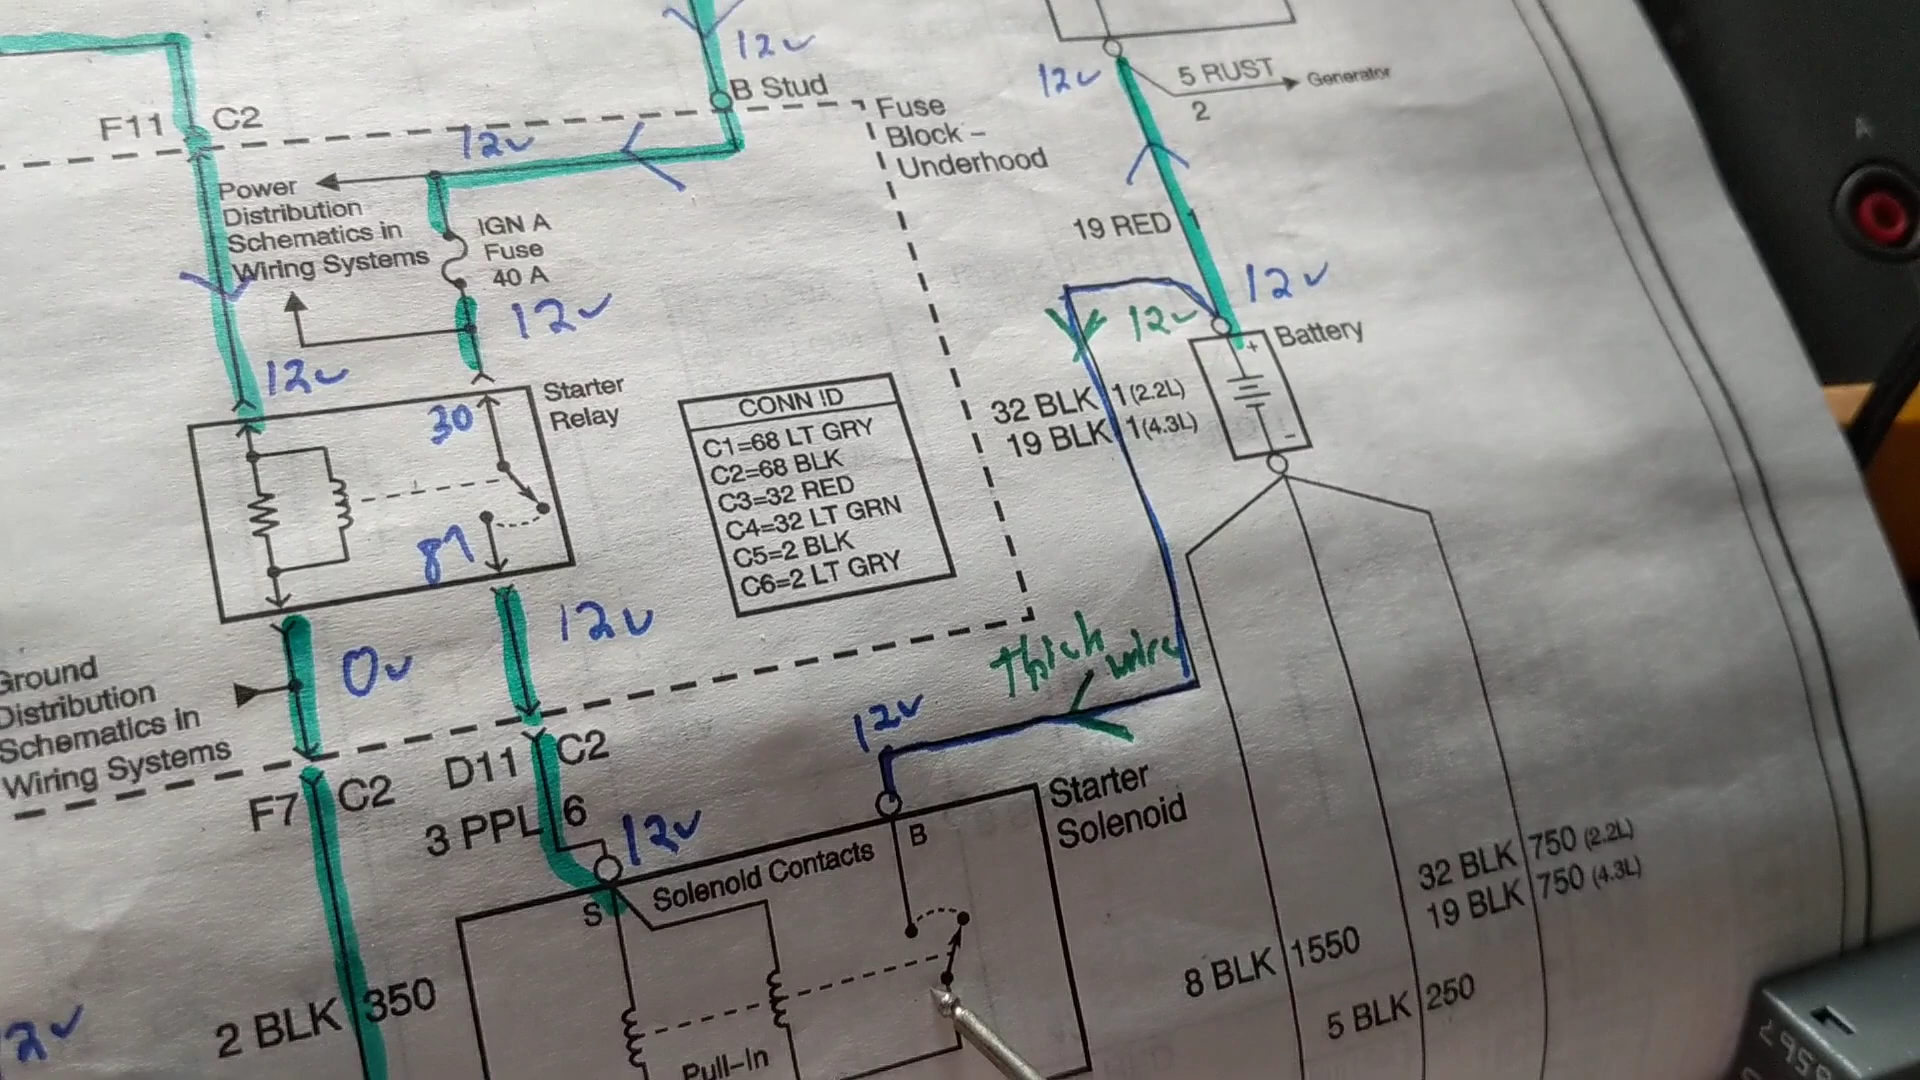 12v
B Stud
12v
5 RUST
Generator
2
F11
C2
12v
Fuse
Block –
Underhood
Power
Distribution
Schematics in
Wiring Systems
IGN A
Fuse
40 A
19 RED
1
12v
12v
12v
Battery
+
–
12v
Starter
Relay
30
87
CONN ID
C1=68 LT GRY
C2=68 BLK
C3=32 RED
C4=32 LT GRN
C5=2 BLK
C6=2 LT GRY
32 BLK 1 (2.2L)
19 BLK 1 (4.3L)
12v
0v
Ground
Distribution
Schematics in
Wiring Systems
thick wire
12v
F7
C2
D11
C2
3 PPL
6
12v
Starter
Solenoid
S
Solenoid Contacts
B
32 BLK 750 (2.2L)
19 BLK 750 (4.3L)
8 BLK 1550
5 BLK 250
2 BLK 350
Pull–In